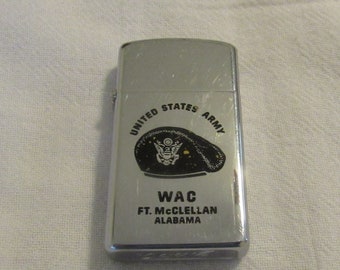 UNITED STATES ARMY
WAC
FT. McCLELLAN
ALABAMA